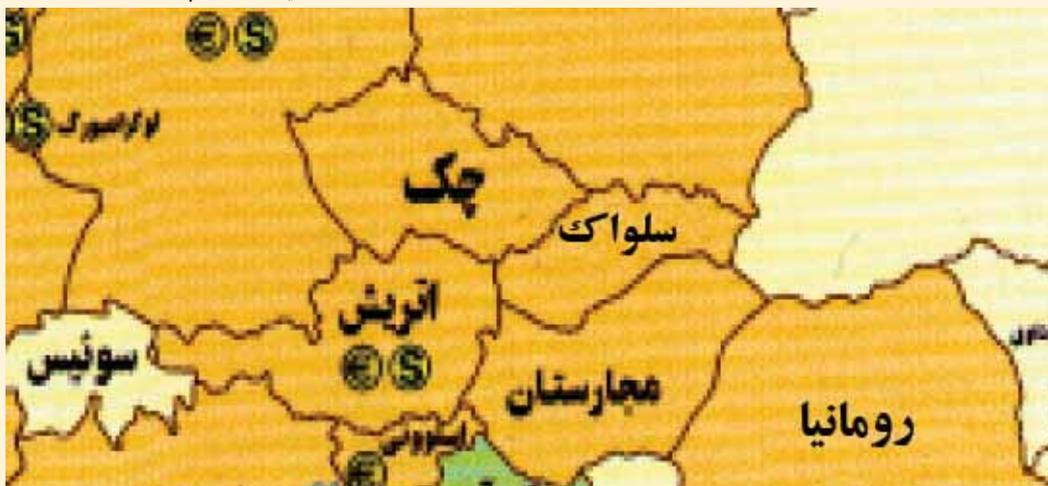 € S
S
لوکزامبورگ
S
چک
سلواک
اتریش
€ S
سوئیس
مجارستان
رومانیا
€